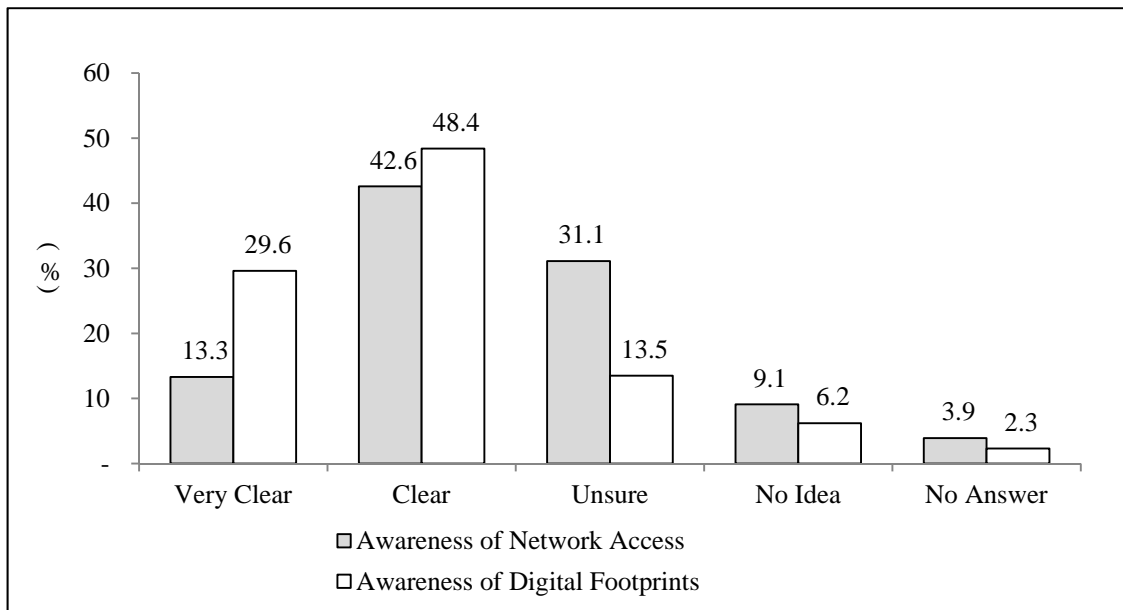 60
50
40
30
20
10
-
(%)
13.3
29.6
42.6
48.4
31.1
13.5
9.1
6.2
3.9
2.3
Very Clear
Clear
Unsure
No Idea
No Answer
Awareness of Network Access
Awareness of Digital Footprints